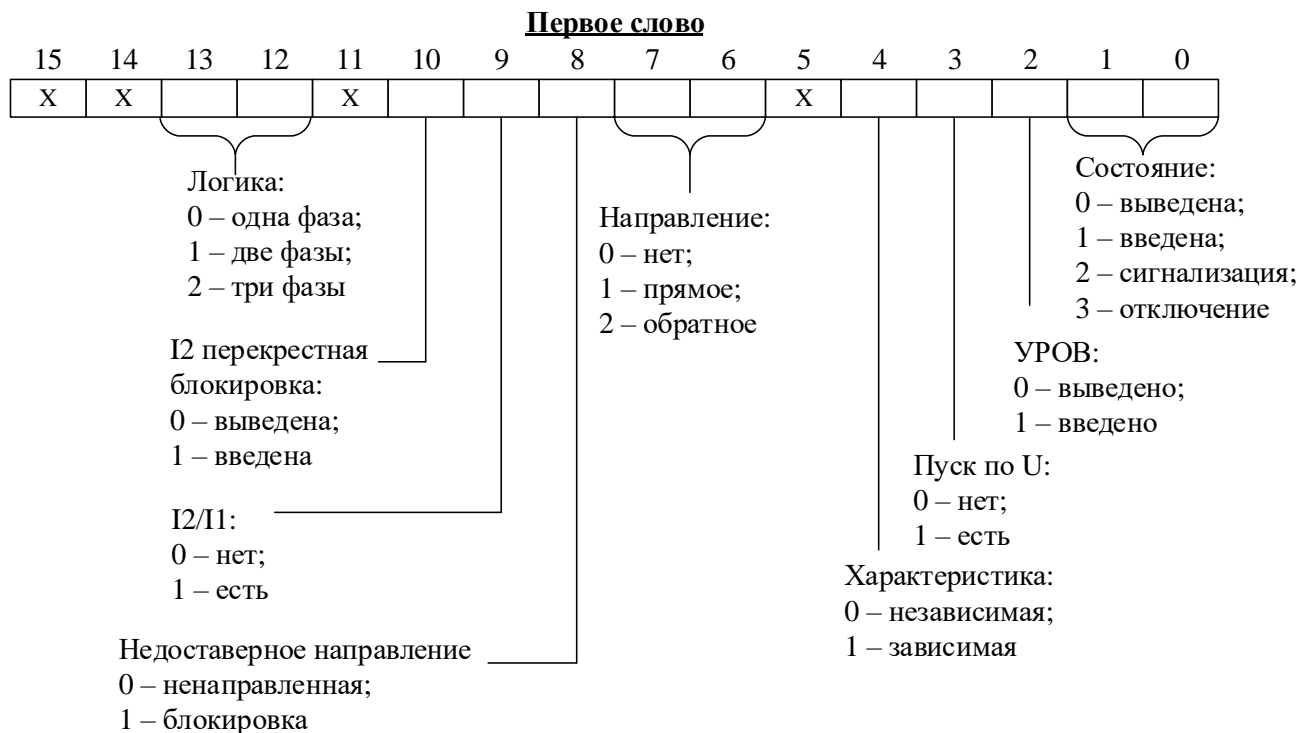 Первое слово
15 14 13 12 11 10 9 8 7 6 5 4 3 2 1 0
X X X X
Логика:
0 – одна фаза;
1 – две фазы;
2 – три фазы
I2 перекрестная
блокировка:
0 – выведена;
1 – введена
I2/I1:
0 – нет;
1 – есть
Недоставерное направление
0 – ненаправленная;
1 – блокировка
Направление:
0 – нет;
1 – прямое;
2 – обратное
Состояние:
0 – выведена;
1 – введена;
2 – сигнализация;
3 – отключение
УРОВ:
0 – выведено;
1 – введено
Пуск по U:
0 – нет;
1 – есть
Характеристика:
0 – независимая;
1 – зависимая